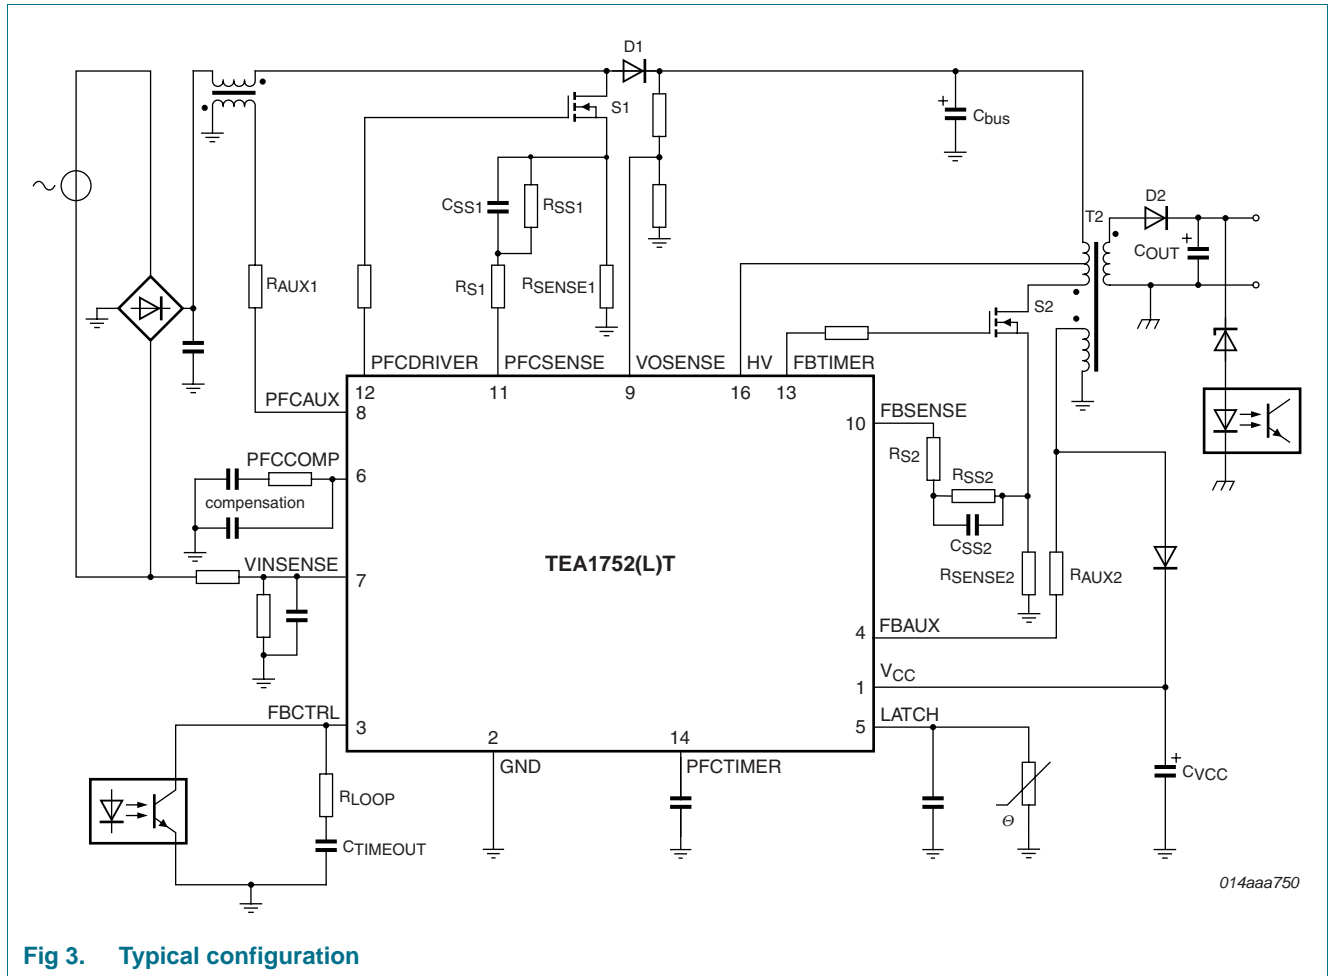 D1
S1
Cbus
CSS1
RSS1
D2
T2
COUT
RAUX1
RS1
RSENSE1
S2
PFCDRIVER
PFCSENSE
VOSENSE
HV
FBTIMER
12
11
9
16
13
PFCAUX
8
FBSENSE
10
RS2
PFCCOMP
6
RSS2
compensation
CSS2
TEA1752(L)T
VINSENSE
7
RSENSE2
RAUX2
4
FBAUX
VCC
1
FBCTRL
3
2
14
LATCH
5
GND
PFCTIMER
RLOOP
CVCC
Θ
CTIMEOUT
014aaa750
Fig 3. Typical configuration